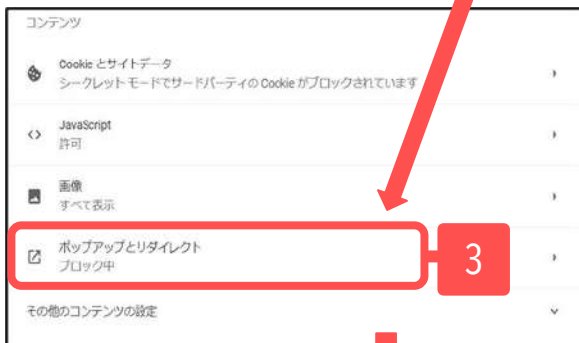 コンテンツ
Cookie とサイトデータ
シークレット モードでサードパーティの Cookie がブロックされています
JavaScript
許可
画像
すべて表示
ポップアップとリダイレクト
ブロック中
3
その他のコンテンツの設定